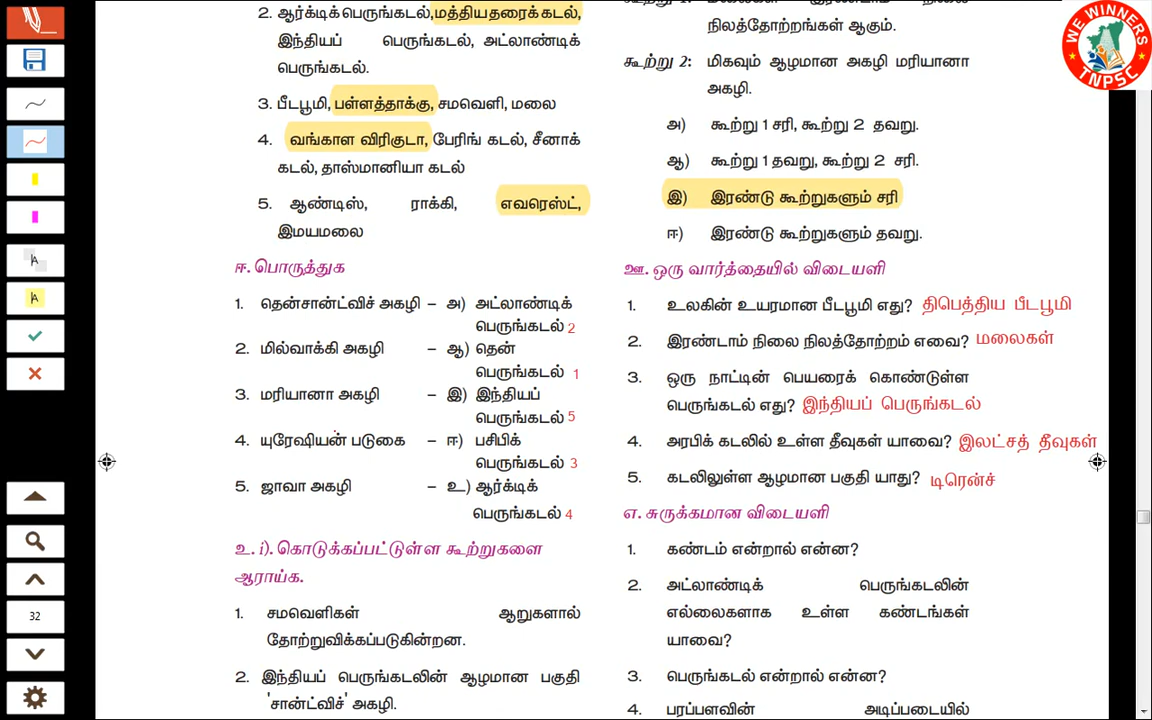 2. ஆர்க்டிக் பெருங்கடல், மத்தியதரைக்கடல்,
இந்தியப் பெருங்கடல், அட்லாண்டிக்
பெருங்கடல்.
3. பீடபூமி, பள்ளத்தாக்கு, சமவெளி, மலை
4. வங்காள விரிகுடா, பேரிங் கடல், சீனாக்
கடல், தாஸ்மானியா கடல்
5. ஆண்டிஸ், ராக்கி, எவரெஸ்ட்,
இமயமலை
ஈ. பொருத்துக
1. தென்சான்ட்விச் அகழி – அ) அட்லாண்டிக்
பெருங்கடல் 2
2. மில்வாக்கி அகழி – ஆ) தென்
பெருங்கடல் 1
3. மரியானா அகழி – இ) இந்தியப்
பெருங்கடல் 5
4. யுரேஷியன் படுகை – ஈ) பசிபிக்
பெருங்கடல் 3
5. ஜாவா அகழி – உ) ஆர்க்டிக்
பெருங்கடல் 4
உ. i). கொடுக்கப்பட்டுள்ள கூற்றுகளை
ஆராய்க.
1. சமவெளிகள் ஆறுகளால்
தோற்றுவிக்கப்படுகின்றன.
2. இந்தியப் பெருங்கடலின் ஆழமான பகுதி
'சான்ட்விச்' அகழி.
நிலத்தோற்றங்கள் ஆகும்.
கூற்று 2: மிகவும் ஆழமான அகழி மரியானா
அகழி.
அ) கூற்று 1 சரி, கூற்று 2 தவறு.
ஆ) கூற்று 1 தவறு, கூற்று 2 சரி.
இ) இரண்டு கூற்றுகளும் சரி
ஈ) இரண்டு கூற்றுகளும் தவறு.
ஊ. ஒரு வார்த்தையில் விடையளி
1. உலகின் உயரமான பீடபூமி எது? திபெத்திய பீடபூமி
2. இரண்டாம் நிலை நிலத்தோற்றம் எவை? மலைகள்
3. ஒரு நாட்டின் பெயரைக் கொண்டுள்ள
பெருங்கடல் எது? இந்தியப் பெருங்கடல்
4. அரபிக் கடலில் உள்ள தீவுகள் யாவை? இலட்சத் தீவுகள்
5. கடலிலுள்ள ஆழமான பகுதி யாது? டிரென்ச்
எ. சுருக்கமான விடையளி
1. கண்டம் என்றால் என்ன?
2. அட்லாண்டிக் பெருங்கடலின்
எல்லைகளாக உள்ள கண்டங்கள்
யாவை?
3. பெருங்கடல் என்றால் என்ன?
4. பரப்பளவின் அடிப்படையில்
WE WINNERS
TNPSC
32